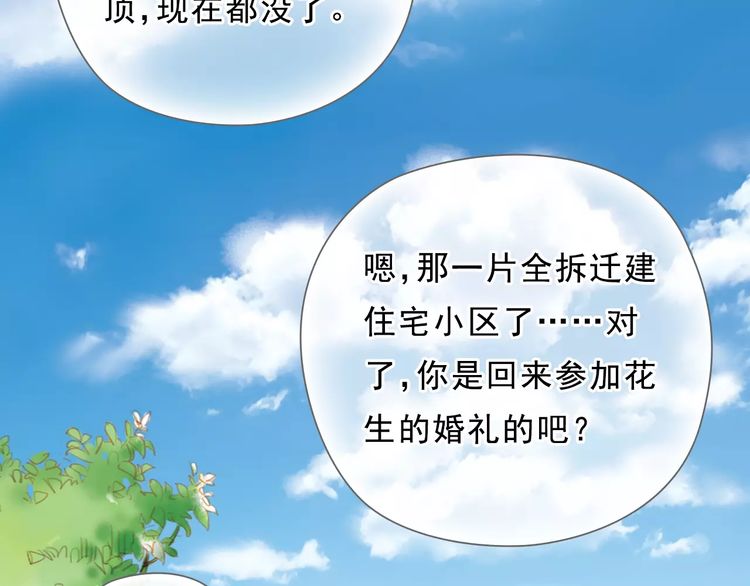 顶,现在都没了。
嗯,那一片全拆迁建
住宅小区了……对
了,你是回来参加花
生的婚礼的吧?